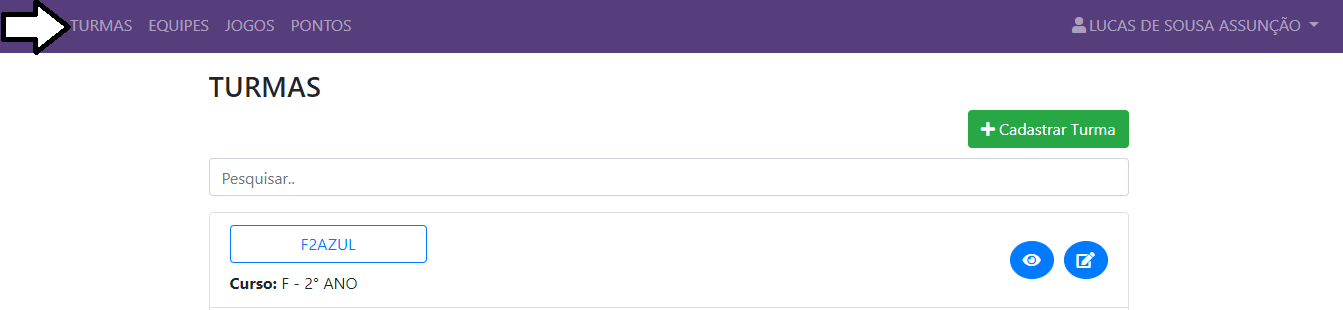 TURMAS EQUIPES JOGOS PONTOS LUCAS DE SOUSA ASSUNÇÃO
TURMAS
Cadastrar Turma
Pesquisar..
F2AZUL
Curso: F - 2° ANO